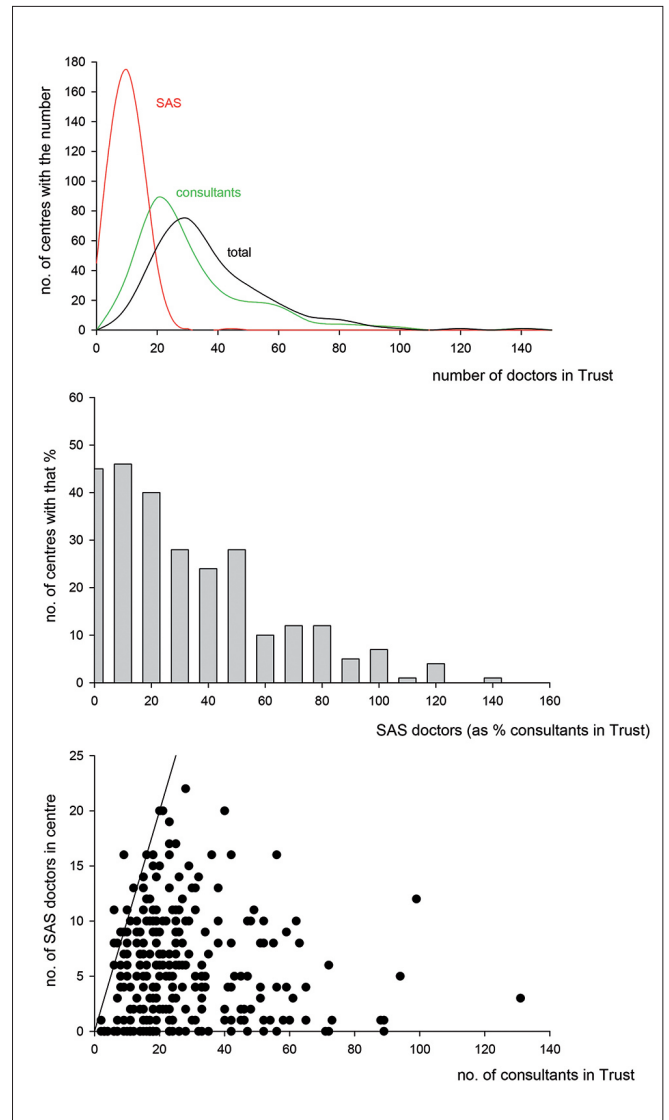 no. of centres with the number
180
160
140
120
100
80
60
40
20
0
SAS
consultants
total
0 20 40 60 80 100 120 140
number of doctors in Trust
no. of centres with that %
60
50
40
30
20
10
0
0 20 40 60 80 100 120 140 160
SAS doctors (as % consultants in Trust)
no. of SAS doctors in centre
25
20
15
10
5
0
0 20 40 60 80 100 120 140
no. of consultants in Trust